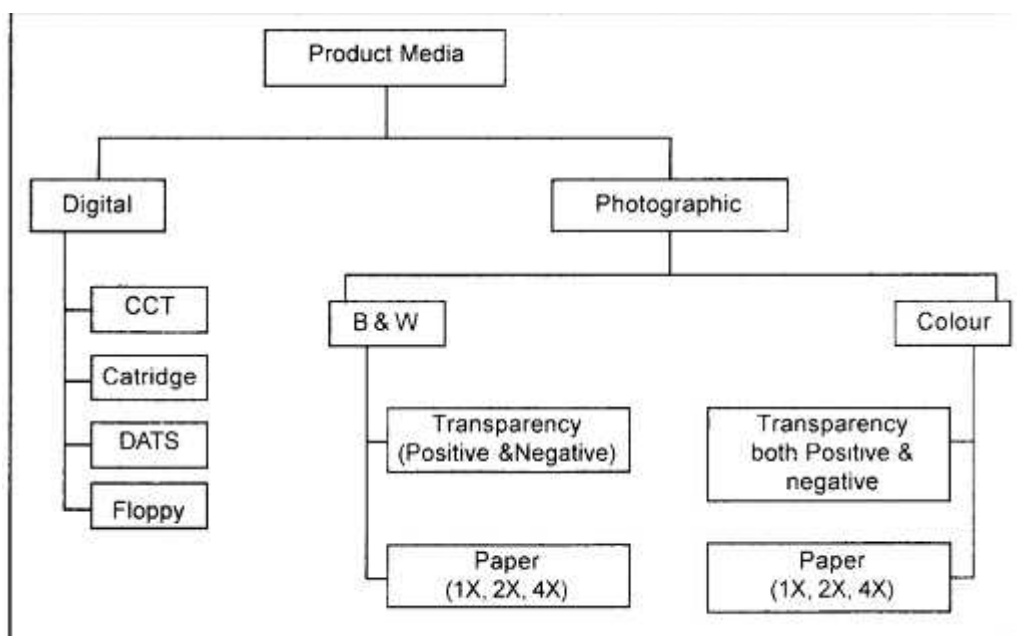 Product Media
Digital
Photographic
CCT
Catridge
DATS
Floppy
B & W
Colour
Transparency
(Positive &Negative)
Paper
(1X, 2X, 4X)
Transparency
both Positive &
negative
Paper
(1X, 2X, 4X)